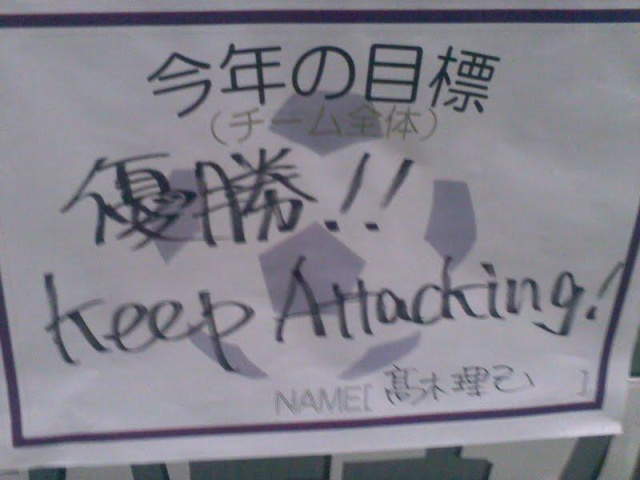 今年の目標
(チーム全体)
優勝!!
Keep Attacking!
NAME[ 髙木理己 ]